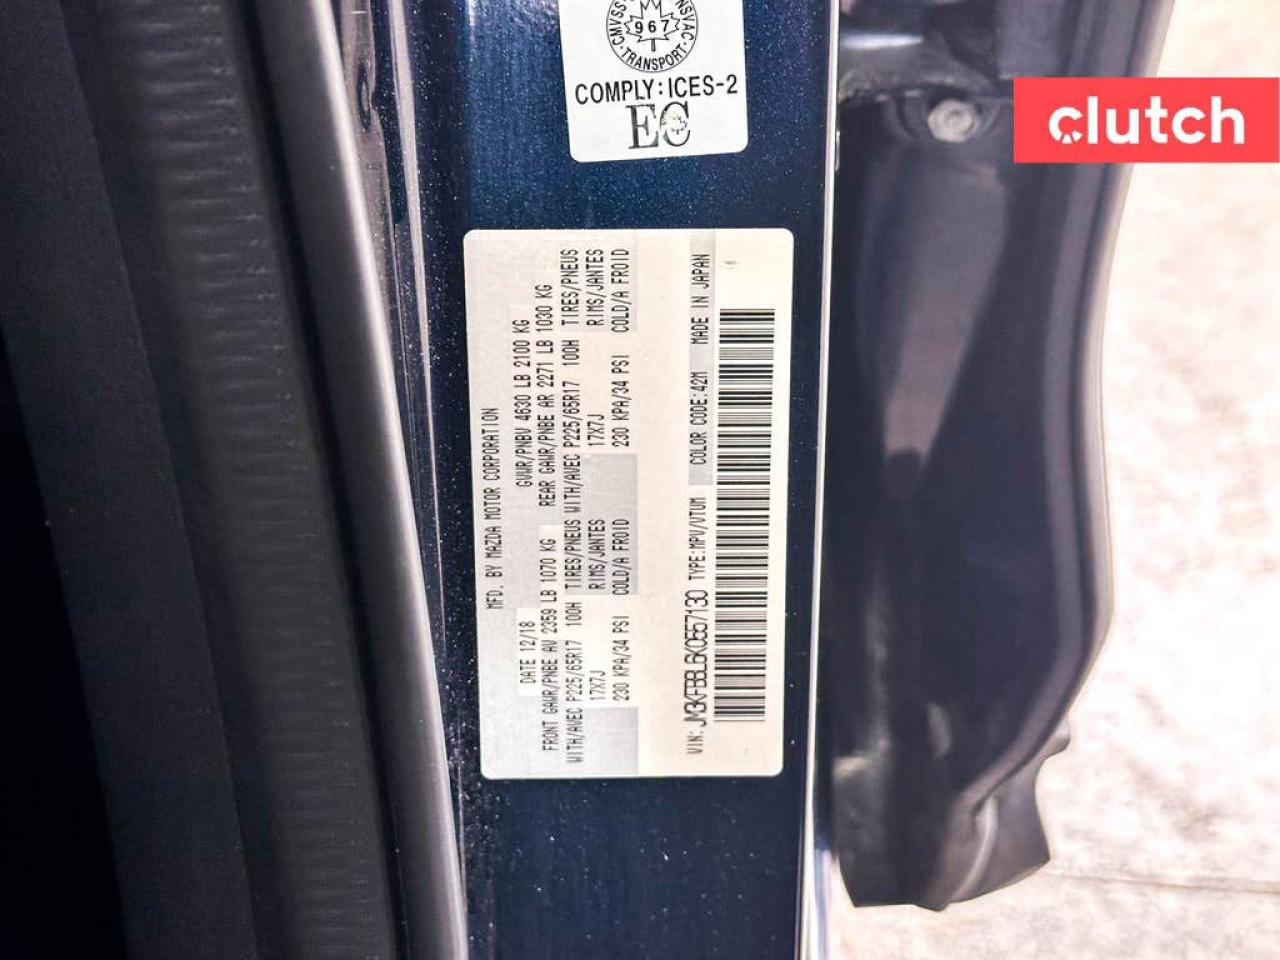 clutch
CMVSS
NSVAC
967
TRANSPORT
COMPLY:ICES-2
EC
MFD. BY MAZDA MOTOR CORPORATION
DATE 12/18 GVWR/PNBV 4630 LB 2100 KG
FRONT GAWR/PNBE AV 2359 LB 1070 KG REAR GAWR/PNBE AR 2271 LB 1030 KG
WITH/AVEC P225/65R17 100H TIRES/PNEUS WITH/AVEC P225/65R17 100H TIRES/PNEUS
17X7J RIMS/JANTES 17X7J RIMS/JANTES
230 KPA/34 PSI COLD/A FROID 230 KPA/34 PSI COLD/A FROID
VIN: JM3KFBBL6K0557130 TYPE:MPV/VTUM COLOR CODE:42M MADE IN JAPAN